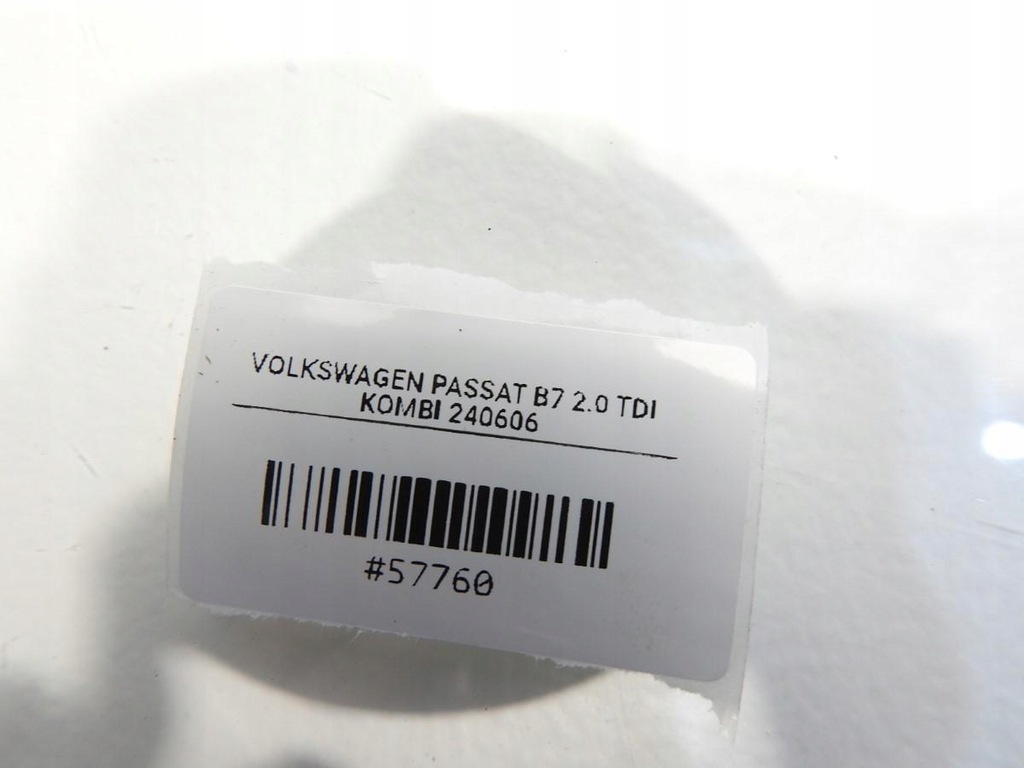 VOLKSWAGEN PASSAT B7 2.0 TDI
KOMBI 240606
#57760